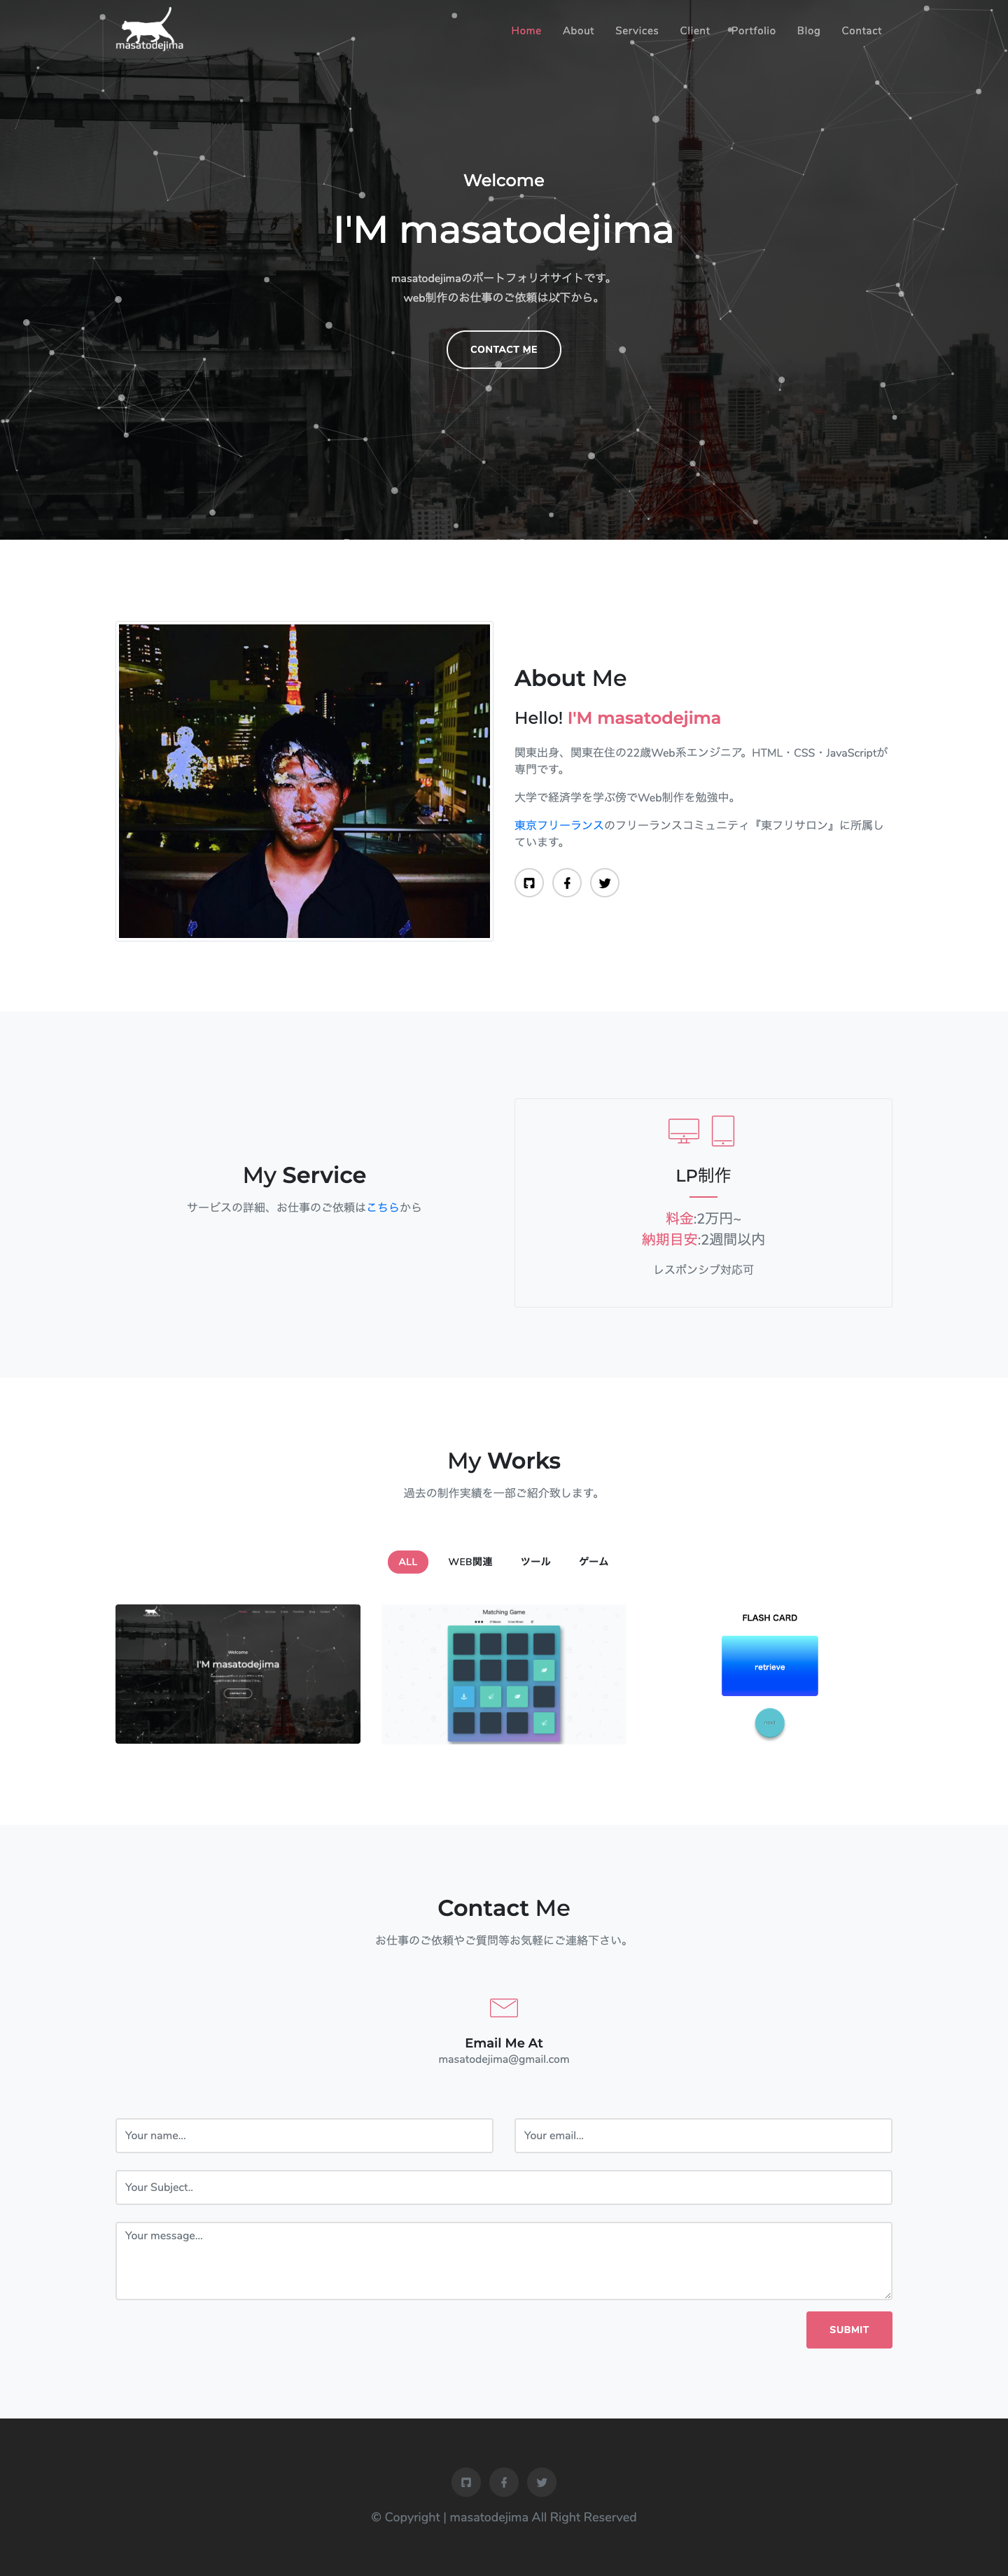 masatodejima
Home About Services Client Portfolio Blog Contact
Welcome
I'M masatodejima
masatodejimaのポートフォリオサイトです。
web制作のお仕事のご依頼は以下から。
CONTACT ME
About Me
Hello! I'M masatodejima
関東出身、関東在住の22歳Web系エンジニア。HTML・CSS・JavaScriptが
専門です。
大学で経済学を学ぶ傍でWeb制作を勉強中。
東京フリーランスのフリーランスコミュニティ『東フリサロン』に所属し
ています。
My Service
サービスの詳細、お仕事のご依頼はこちらから
LP制作
料金:2万円~
納期目安:2週間以内
レスポンシブ対応可
My Works
過去の制作実績を一部ご紹介致します。
ALL WEB関連 ツール ゲーム
Welcome
I'M masatodejima
Matching Game
FLASH CARD
retrieve
Contact Me
お仕事のご依頼やご質問等お気軽にご連絡下さい。
Email Me At
masatodejima@gmail.com
Your name...
Your email...
Your Subject..
Your message...
SUBMIT
© Copyright | masatodejima All Right Reserved